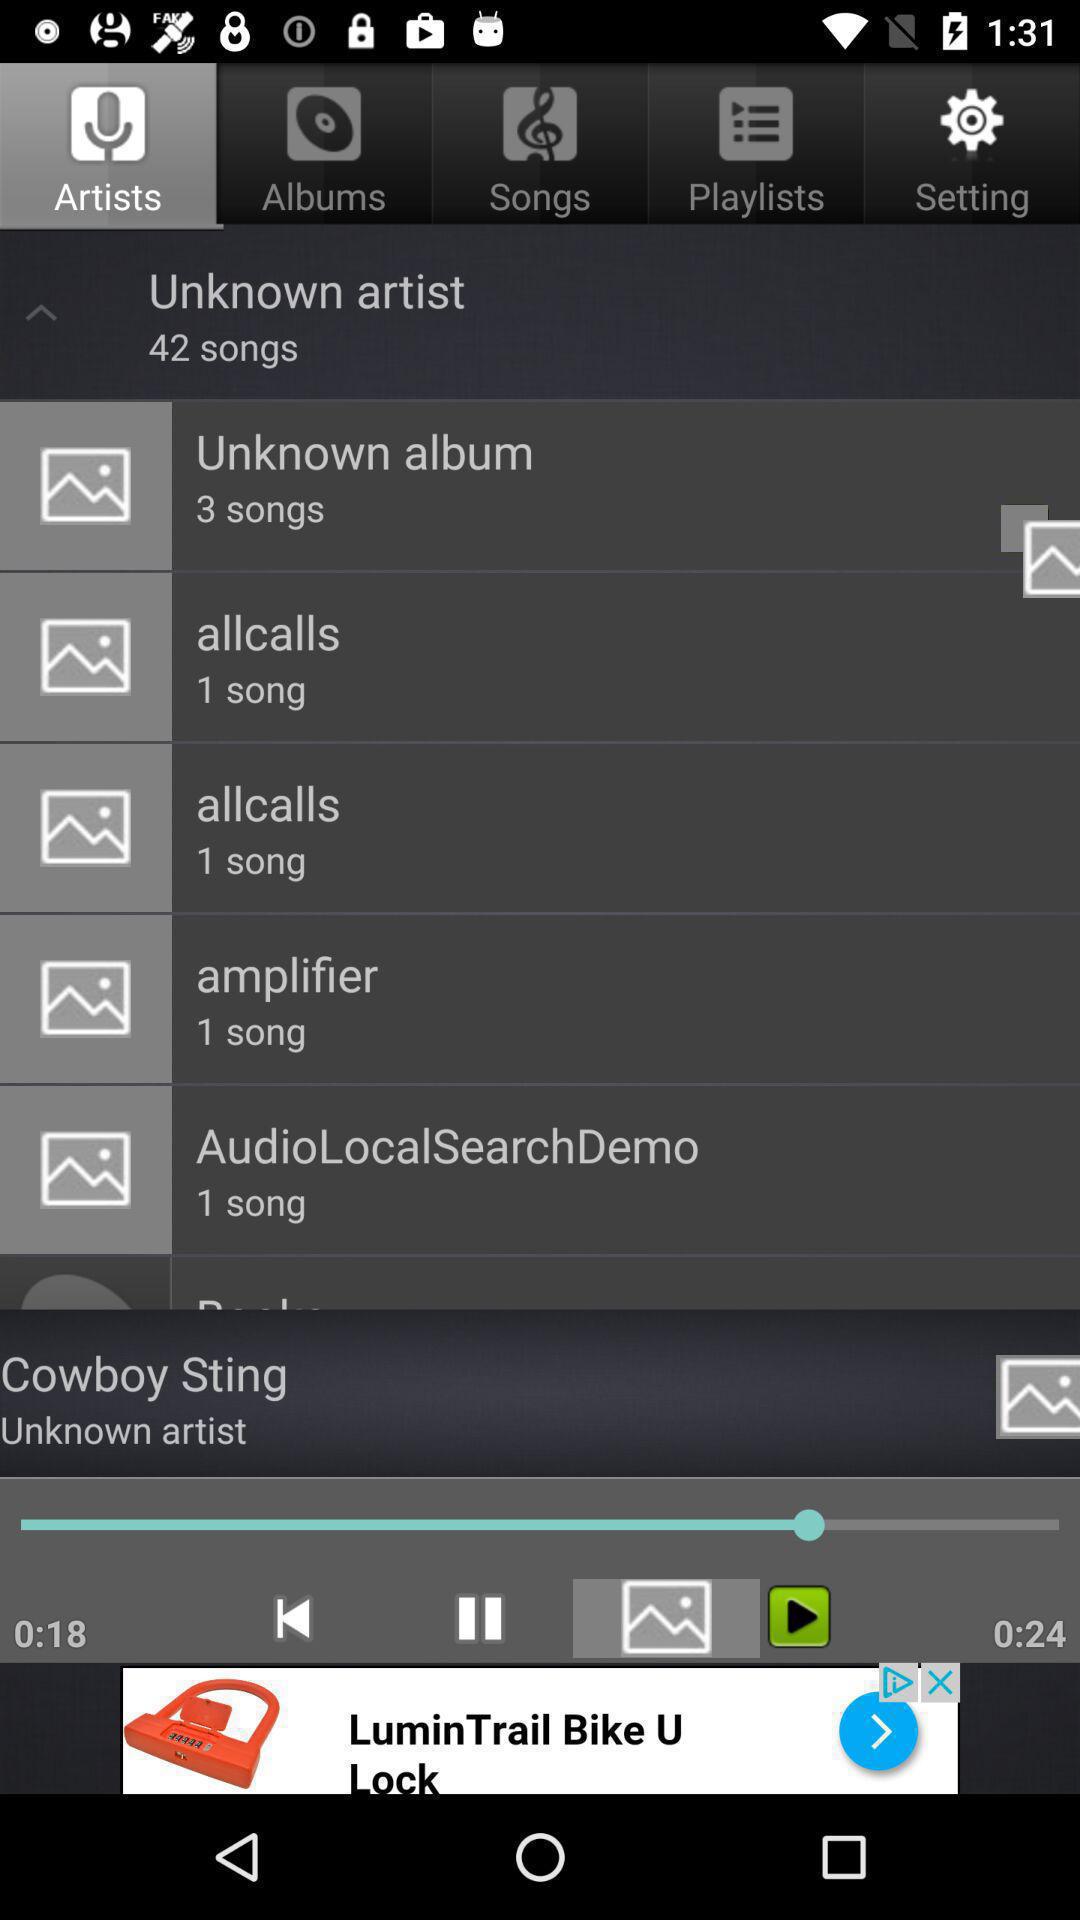 FAK
1:31
Artists
Albums
Songs
Playlists
Setting
Unknown artist
42 songs
Unknown album
3 songs
allcalls
1 song
allcalls
1 song
amplifier
1 song
AudioLocalSearchDemo
1 song
Cowboy Sting
Unknown artist
0:18
0:24
LuminTrail Bike U
Lock